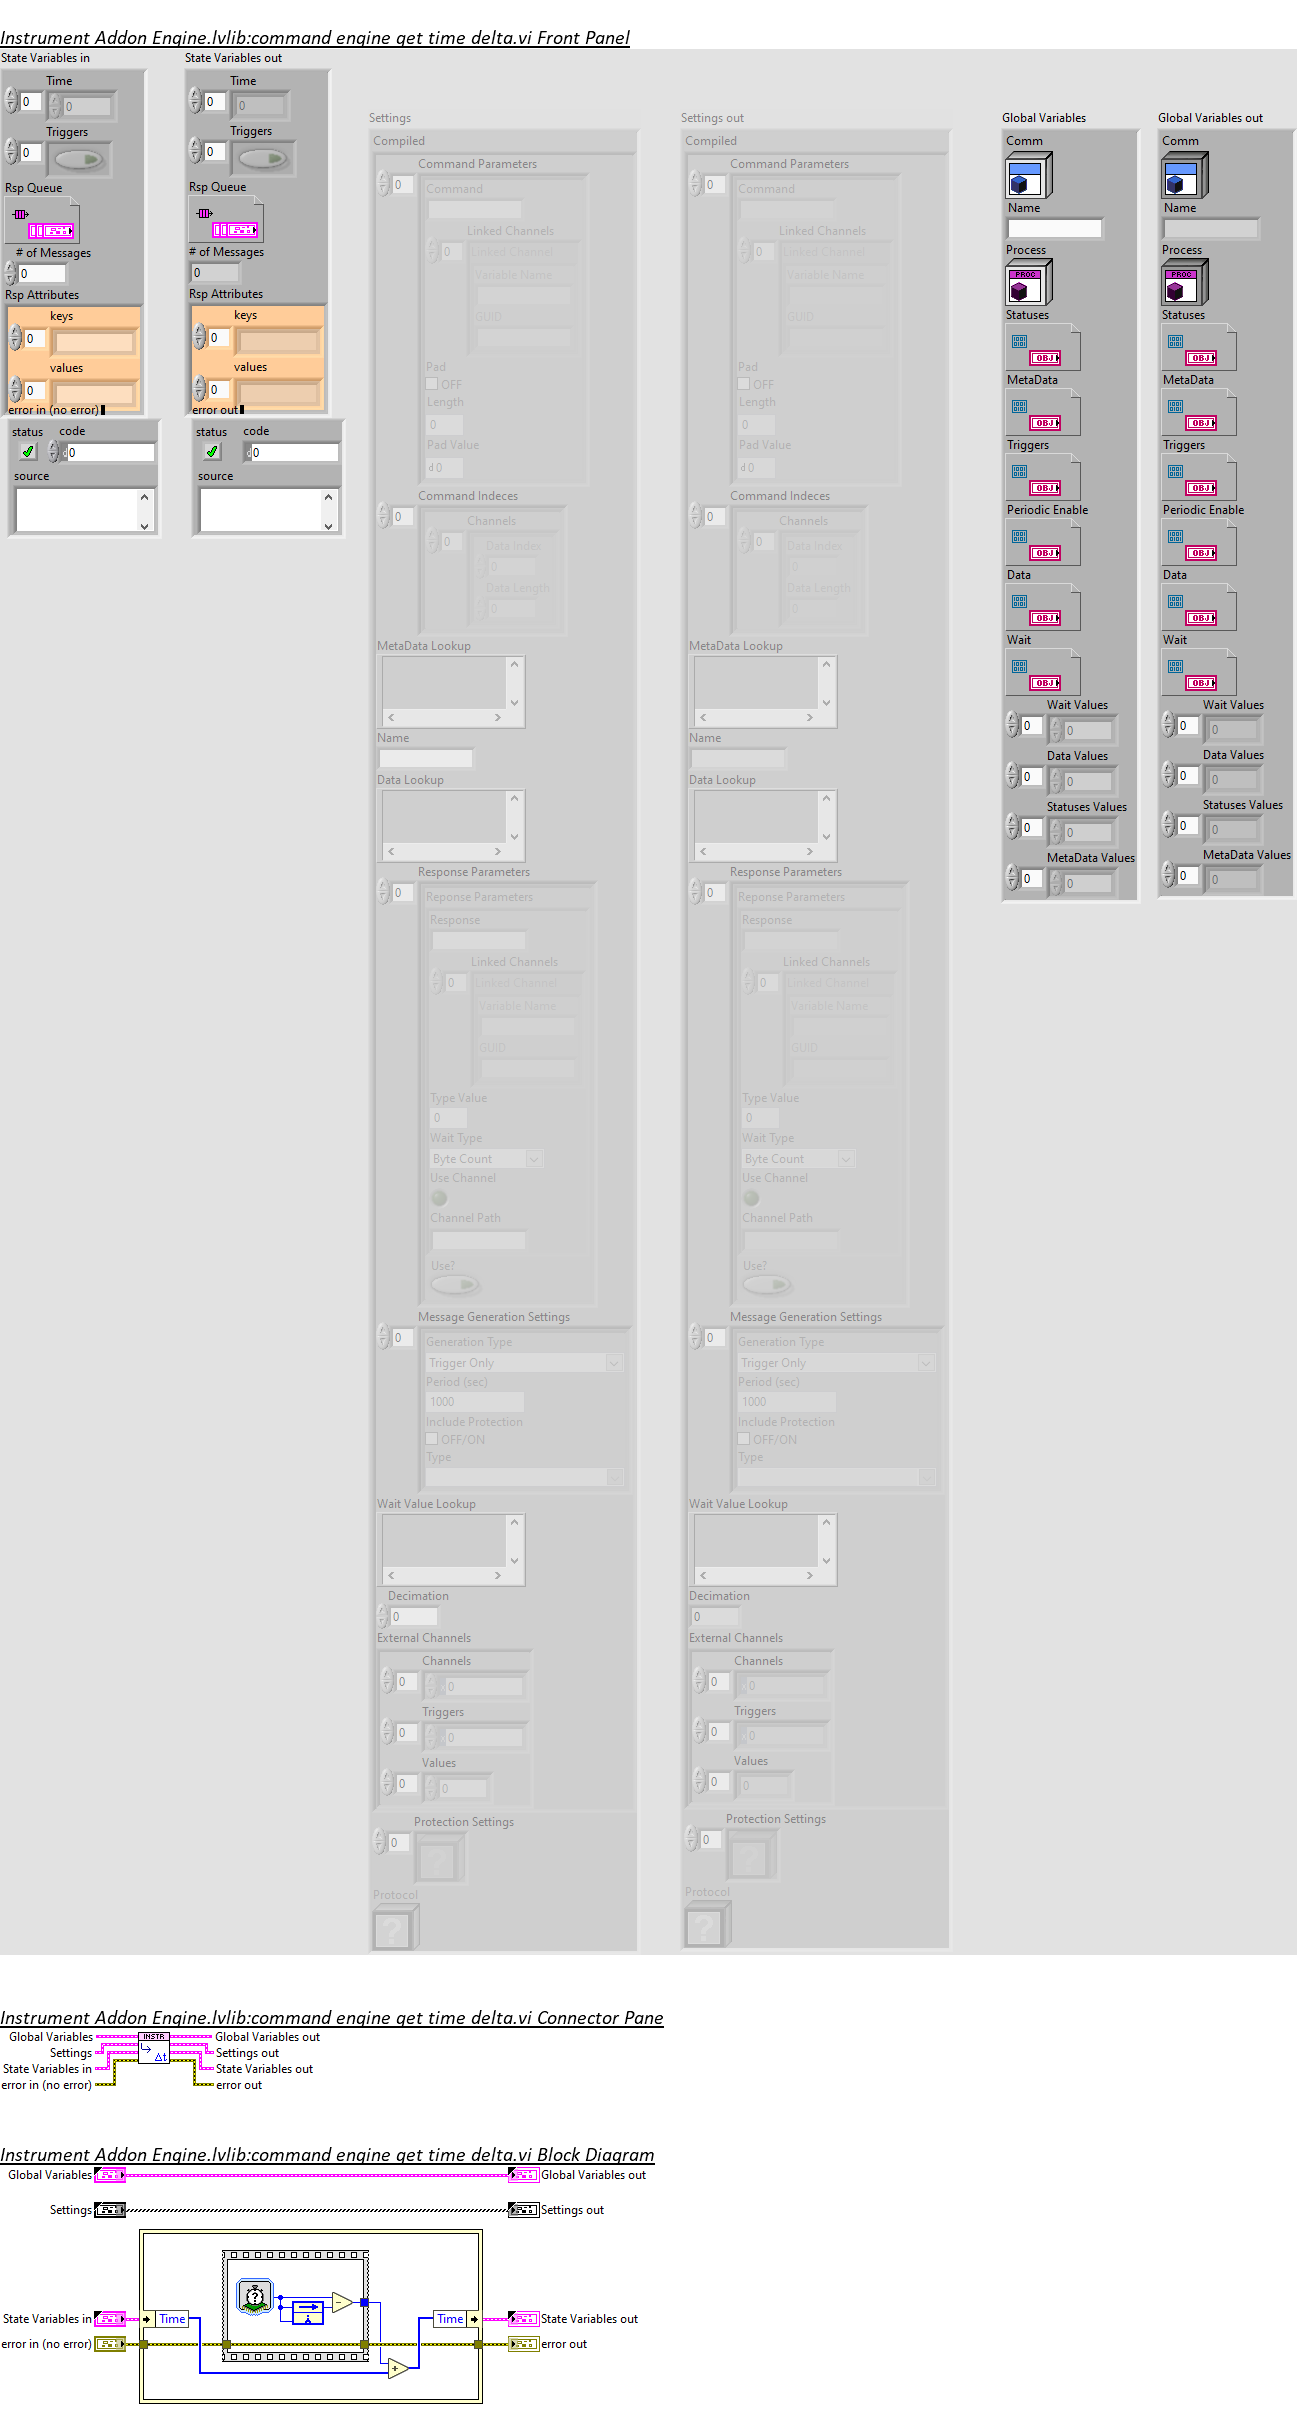 Instrument Addon Engine.lvlib:command engine get time delta.vi Front Panel
State Variables in
Time
0
0
Triggers
0
Rsp Queue
# of Messages
0
Rsp Attributes
keys
0
values
0
error in (no error)
status
code
d0
source
State Variables out
Time
0
0
Triggers
0
Rsp Queue
# of Messages
0
Rsp Attributes
keys
0
values
0
error out
status
code
d0
source
Settings
Compiled
Command Parameters
0
Command
Linked Channels
0
Linked Channel
Variable Name
GUID
Pad
OFF
Length
0
Pad Value
d0
Command Indeces
0
Channels
0
Data Index
0
Data Length
0
MetaData Lookup
Name
Data Lookup
Response Parameters
0
Reponse Parameters
Response
Linked Channels
0
Linked Channel
Variable Name
GUID
Type Value
0
Wait Type
Byte Count
Use Channel
Channel Path
Use?
Message Generation Settings
0
Generation Type
Trigger Only
Period (sec)
1000
Include Protection
OFF/ON
Type
Wait Value Lookup
Decimation
0
External Channels
Channels
0
0
Triggers
0
0
Values
0
0
Protection Settings
0
?
Protocol
?
Settings out
Compiled
Command Parameters
0
Command
Linked Channels
0
Linked Channel
Variable Name
GUID
Pad
OFF
Length
0
Pad Value
d0
Command Indeces
0
Channels
0
Data Index
0
Data Length
0
MetaData Lookup
Name
Data Lookup
Response Parameters
0
Reponse Parameters
Response
Linked Channels
0
Linked Channel
Variable Name
GUID
Type Value
0
Wait Type
Byte Count
Use Channel
Channel Path
Use?
Message Generation Settings
0
Generation Type
Trigger Only
Period (sec)
1000
Include Protection
OFF/ON
Type
Wait Value Lookup
Decimation
0
External Channels
Channels
0
0
Triggers
0
0
Values
0
0
Protection Settings
0
?
Protocol
?
Global Variables
Comm
Name
Process
PROC
Statuses
OBJ
MetaData
OBJ
Triggers
OBJ
Periodic Enable
OBJ
Data
OBJ
Wait
OBJ
Wait Values
0
0
Data Values
0
0
Statuses Values
0
0
MetaData Values
0
0
Global Variables out
Comm
Name
Process
PROC
Statuses
OBJ
MetaData
OBJ
Triggers
OBJ
Periodic Enable
OBJ
Data
OBJ
Wait
OBJ
Wait Values
0
0
Data Values
0
0
Statuses Values
0
0
MetaData Values
0
0
Instrument Addon Engine.lvlib:command engine get time delta.vi Connector Pane
Global Variables
Settings
State Variables in
error in (no error)
INSTR
Δt
Global Variables out
Settings out
State Variables out
error out
Instrument Addon Engine.lvlib:command engine get time delta.vi Block Diagram
Global Variables
Global Variables out
Settings
Settings out
?
-
State Variables in
Time
Time
State Variables out
error in (no error)
error out
+